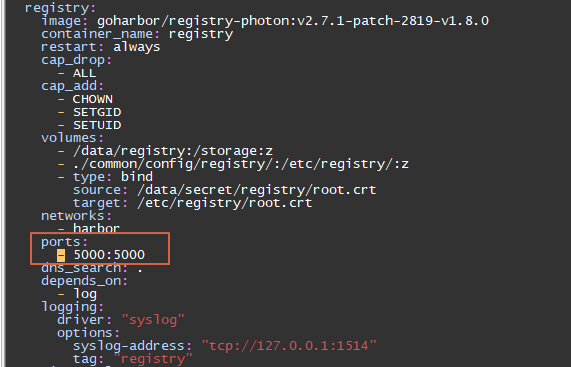 registry:
  image: goharbor/registry-photon:v2.7.1-patch-2819-v1.8.0
  container_name: registry
  restart: always
  cap_drop:
    - ALL
  cap_add:
    - CHOWN
    - SETGID
    - SETUID
  volumes:
    - /data/registry:/storage:z
    - ./common/config/registry/:/etc/registry/:z
    - type: bind
      source: /data/secret/registry/root.crt
      target: /etc/registry/root.crt
  networks:
    - harbor
  ports:
    - 5000:5000
  dns_search: .
  depends_on:
    - log
  logging:
    driver: "syslog"
    options:
      syslog-address: "tcp://127.0.0.1:1514"
      tag: "registry"